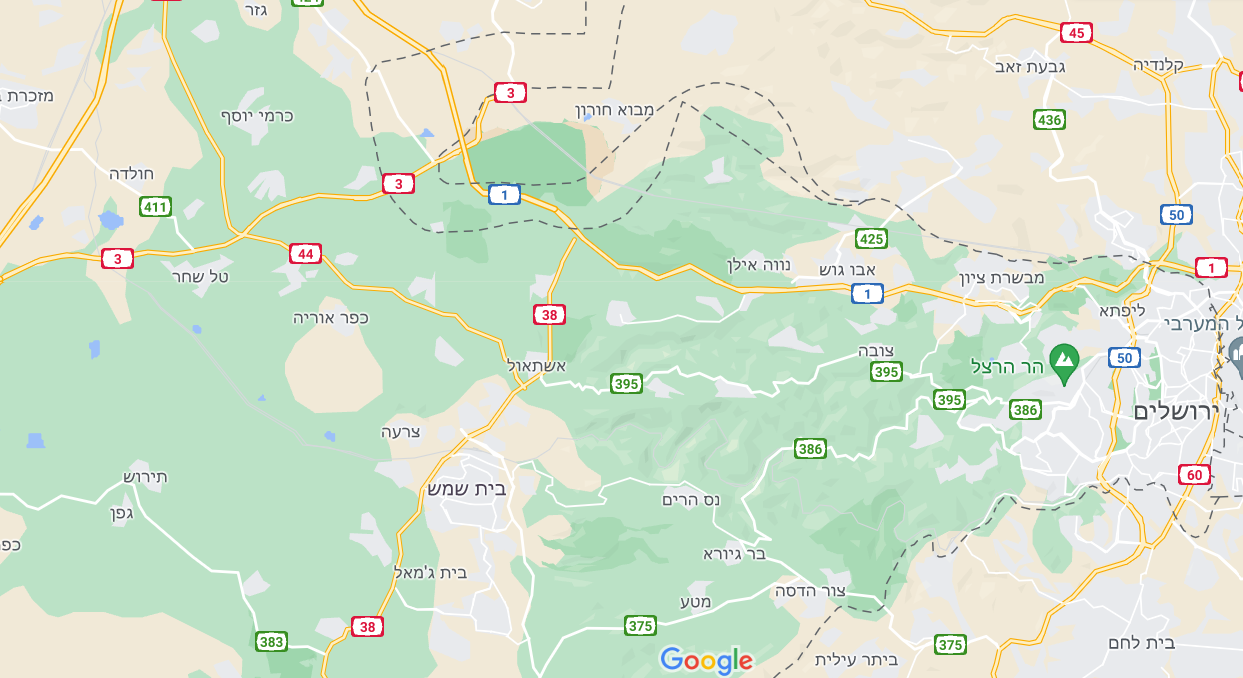 גזר
45
גבעת זאב
קלנדיה
3
מבוא חורון
כרמי יוסף
436
חולדה
3
1
411
50
425
3
44
נווה אילן
אבו גוש
1
מבשרת ציון
טל שחר
1
38
כפר אוריה
ליפתא
50
אשתאול
צובה
395
395
הר הרצל
395
386
ירושלים
צרעה
386
60
תירוש
בית שמש
נס הרים
גפן
בר גיורא
בית ג'מאל
מטע
צור הדסה
38
383
375
375
בית לחם
ביתר עילית
Google